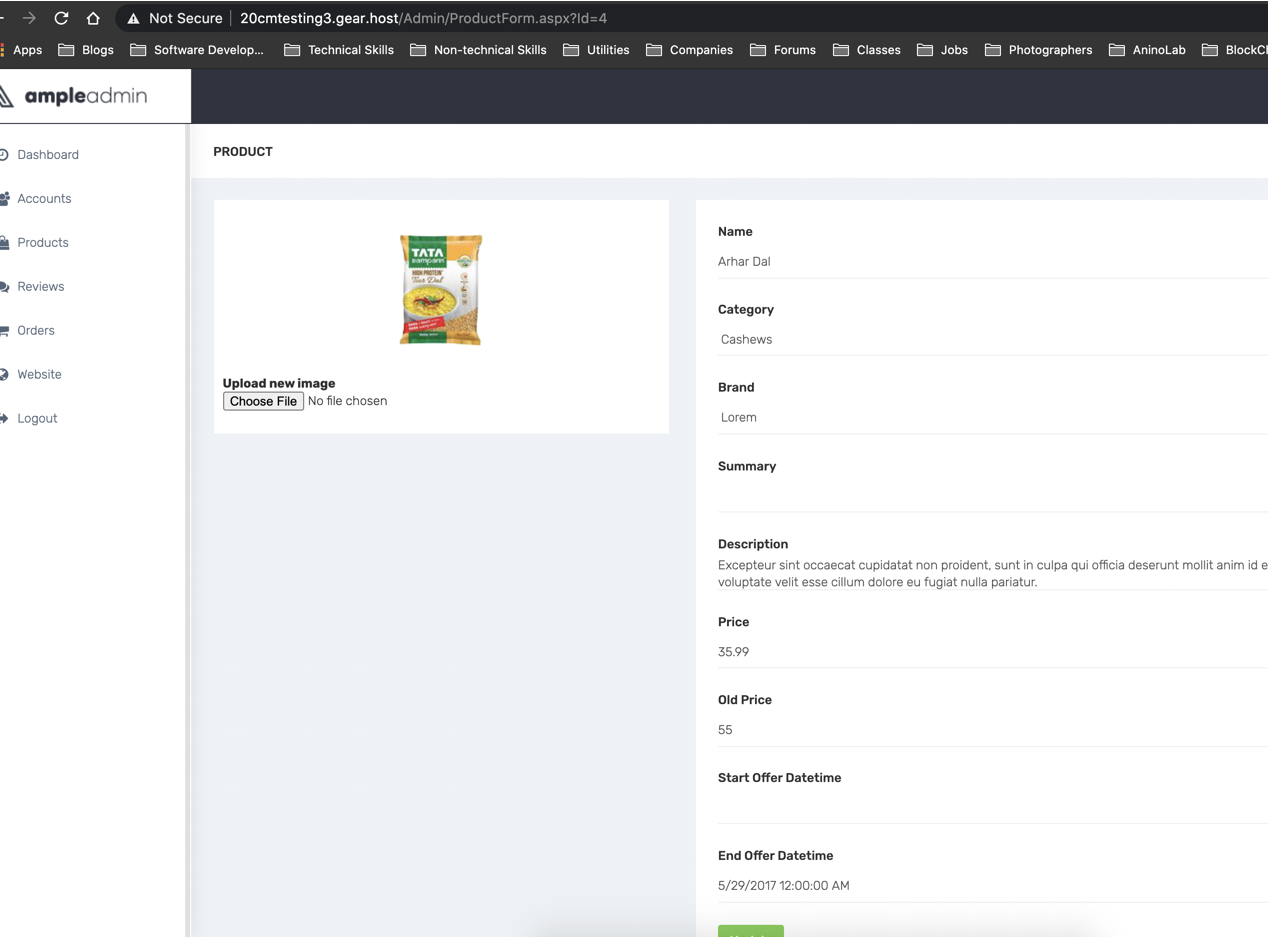 Not Secure 20cmtesting3.gear.host/Admin/ProductForm.aspx?Id=4
Apps Blogs Software Develop... Technical Skills Non-technical Skills Utilities Companies Forums Classes Jobs Photographers AninoLab BlockCh
ampleadmin
Dashboard
Accounts
Products
Reviews
Orders
Website
Logout
PRODUCT
TATA
sampann
HIGH PROTEIN
Toor Dal
Upload new image
Choose File No file chosen
Name
Arhar Dal
Category
Cashews
Brand
Lorem
Summary
Description
Excepteur sint occaecat cupidatat non proident, sunt in culpa qui officia deserunt mollit anim id e
voluptate velit esse cillum dolore eu fugiat nulla pariatur.
Price
35.99
Old Price
55
Start Offer Datetime
End Offer Datetime
5/29/2017 12:00:00 AM